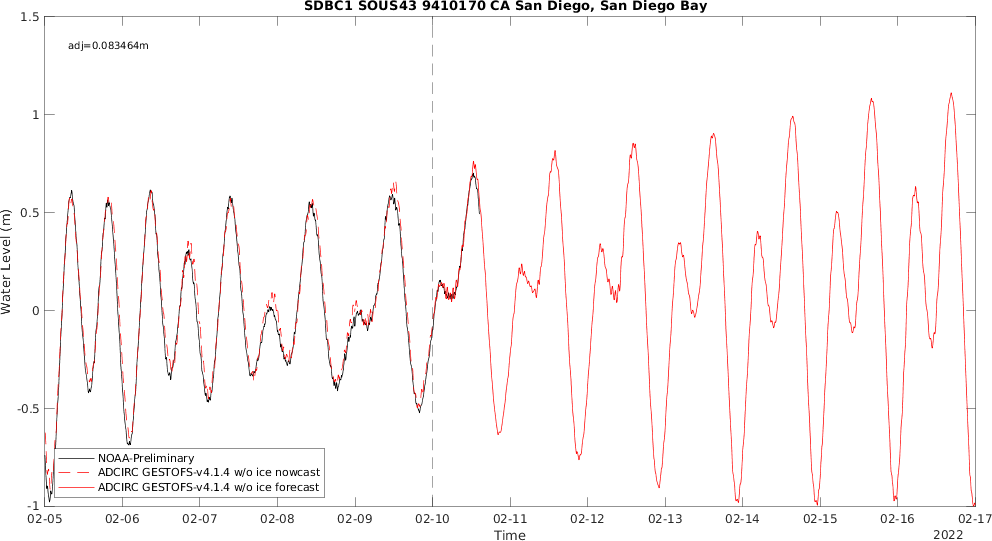 SDBC1 SOUS43 9410170 CA San Diego, San Diego Bay
1.5
adj=0.083464m
1
0.5
Water Level (m)
0
-0.5
NOAA-Preliminary
ADCIRC GESTOFS-v4.1.4 w/o ice nowcast
ADCIRC GESTOFS-v4.1.4 w/o ice forecast
-1
02-05 02-06 02-07 02-08 02-09 02-10 02-11 02-12 02-13 02-14 02-15 02-16 02-17
Time
2022